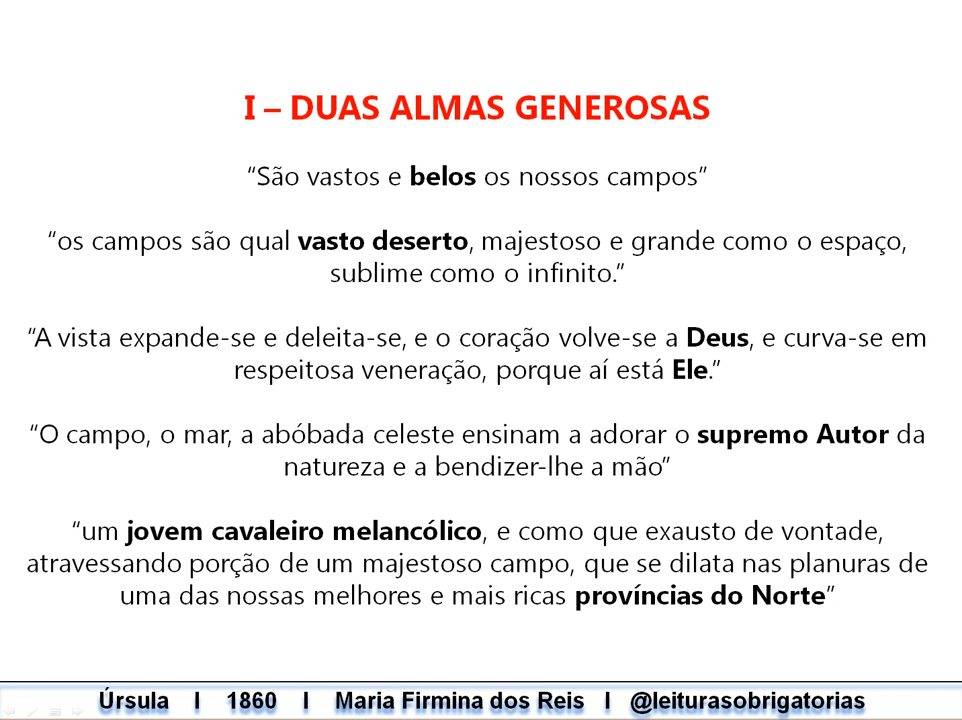 I – DUAS ALMAS GENEROSAS
“São vastos e belos os nossos campos”
“os campos são qual vasto deserto, majestoso e grande como o espaço,
sublime como o infinito.”
“A vista expande-se e deleita-se, e o coração volve-se a Deus, e curva-se em
respeitosa veneração, porque aí está Ele.”
“O campo, o mar, a abóbada celeste ensinam a adorar o supremo Autor da
natureza e a bendizer-lhe a mão”
“um jovem cavaleiro melancólico, e como que exausto de vontade,
atravessando porção de um majestoso campo, que se dilata nas planuras de
uma das nossas melhores e mais ricas províncias do Norte”
Úrsula I 1860 I Maria Firmina dos Reis I @leiturasobrigatorias